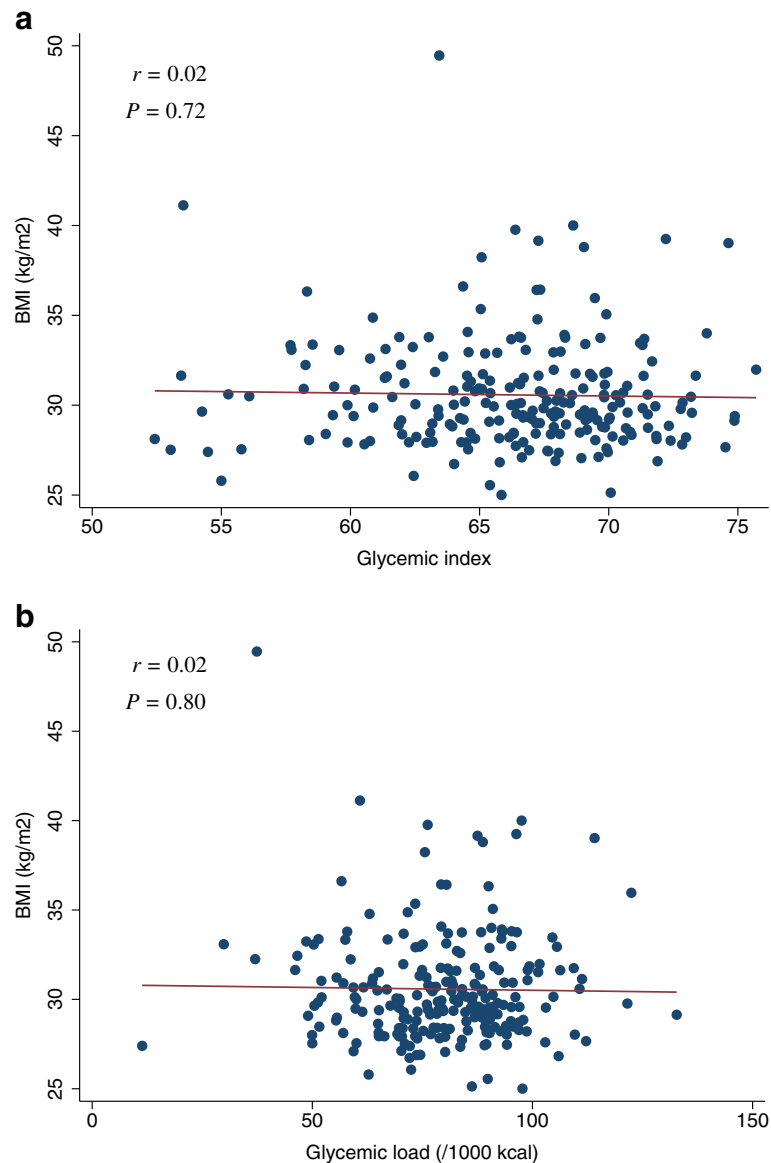 a
r = 0.02
P = 0.72
BMI (kg/m2)
50
45
40
35
30
25
50 55 60 65 70 75
Glycemic index
b
r = 0.02
P = 0.80
BMI (kg/m2)
50
45
40
35
30
25
0 50 100 150
Glycemic load (/1000 kcal)